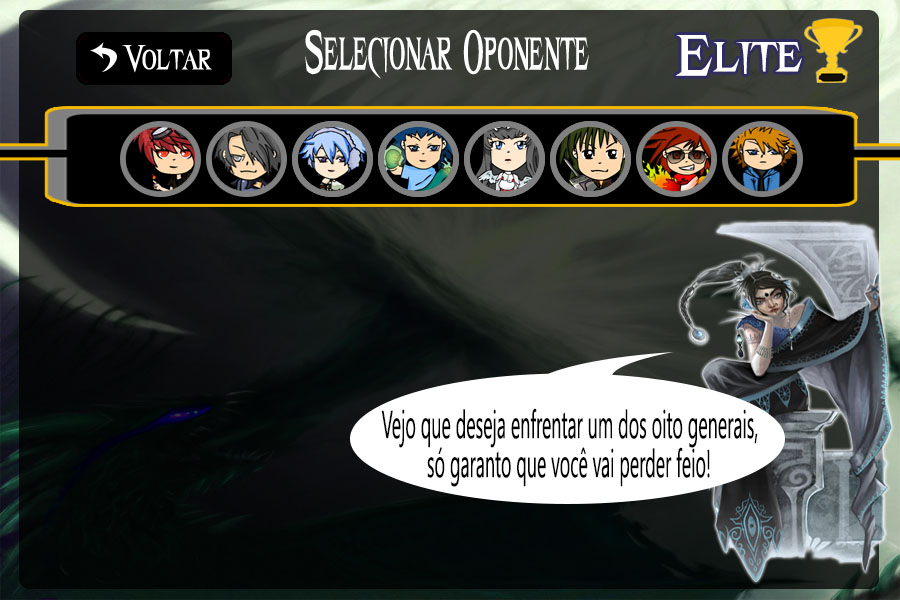 Voltar
Selecionar Oponente
Elite
Vejo que deseja enfrentar um dos oito generais,
só garanto que você vai perder feio!